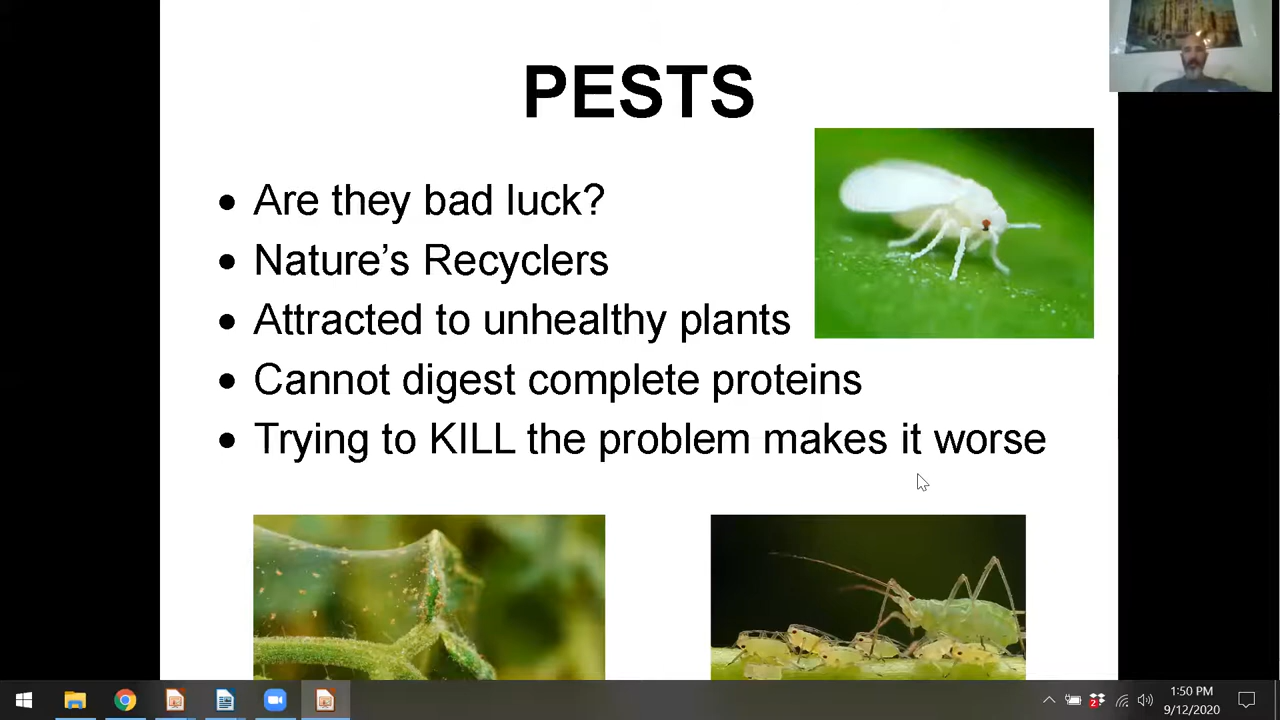 PESTS
• Are they bad luck?
• Nature’s Recyclers
• Attracted to unhealthy plants
• Cannot digest complete proteins
• Trying to KILL the problem makes it worse
2
1:50 PM
9/12/2020